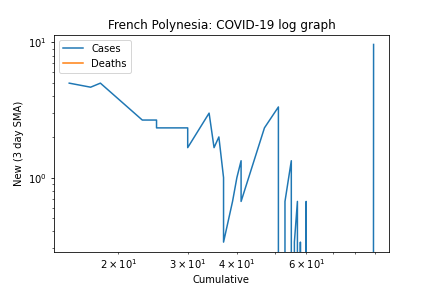 French Polynesia: COVID-19 log graph
Cases
Deaths
New (3 day SMA)
10¹
10⁰
2 × 10¹
3 × 10¹
4 × 10¹
6 × 10¹
Cumulative